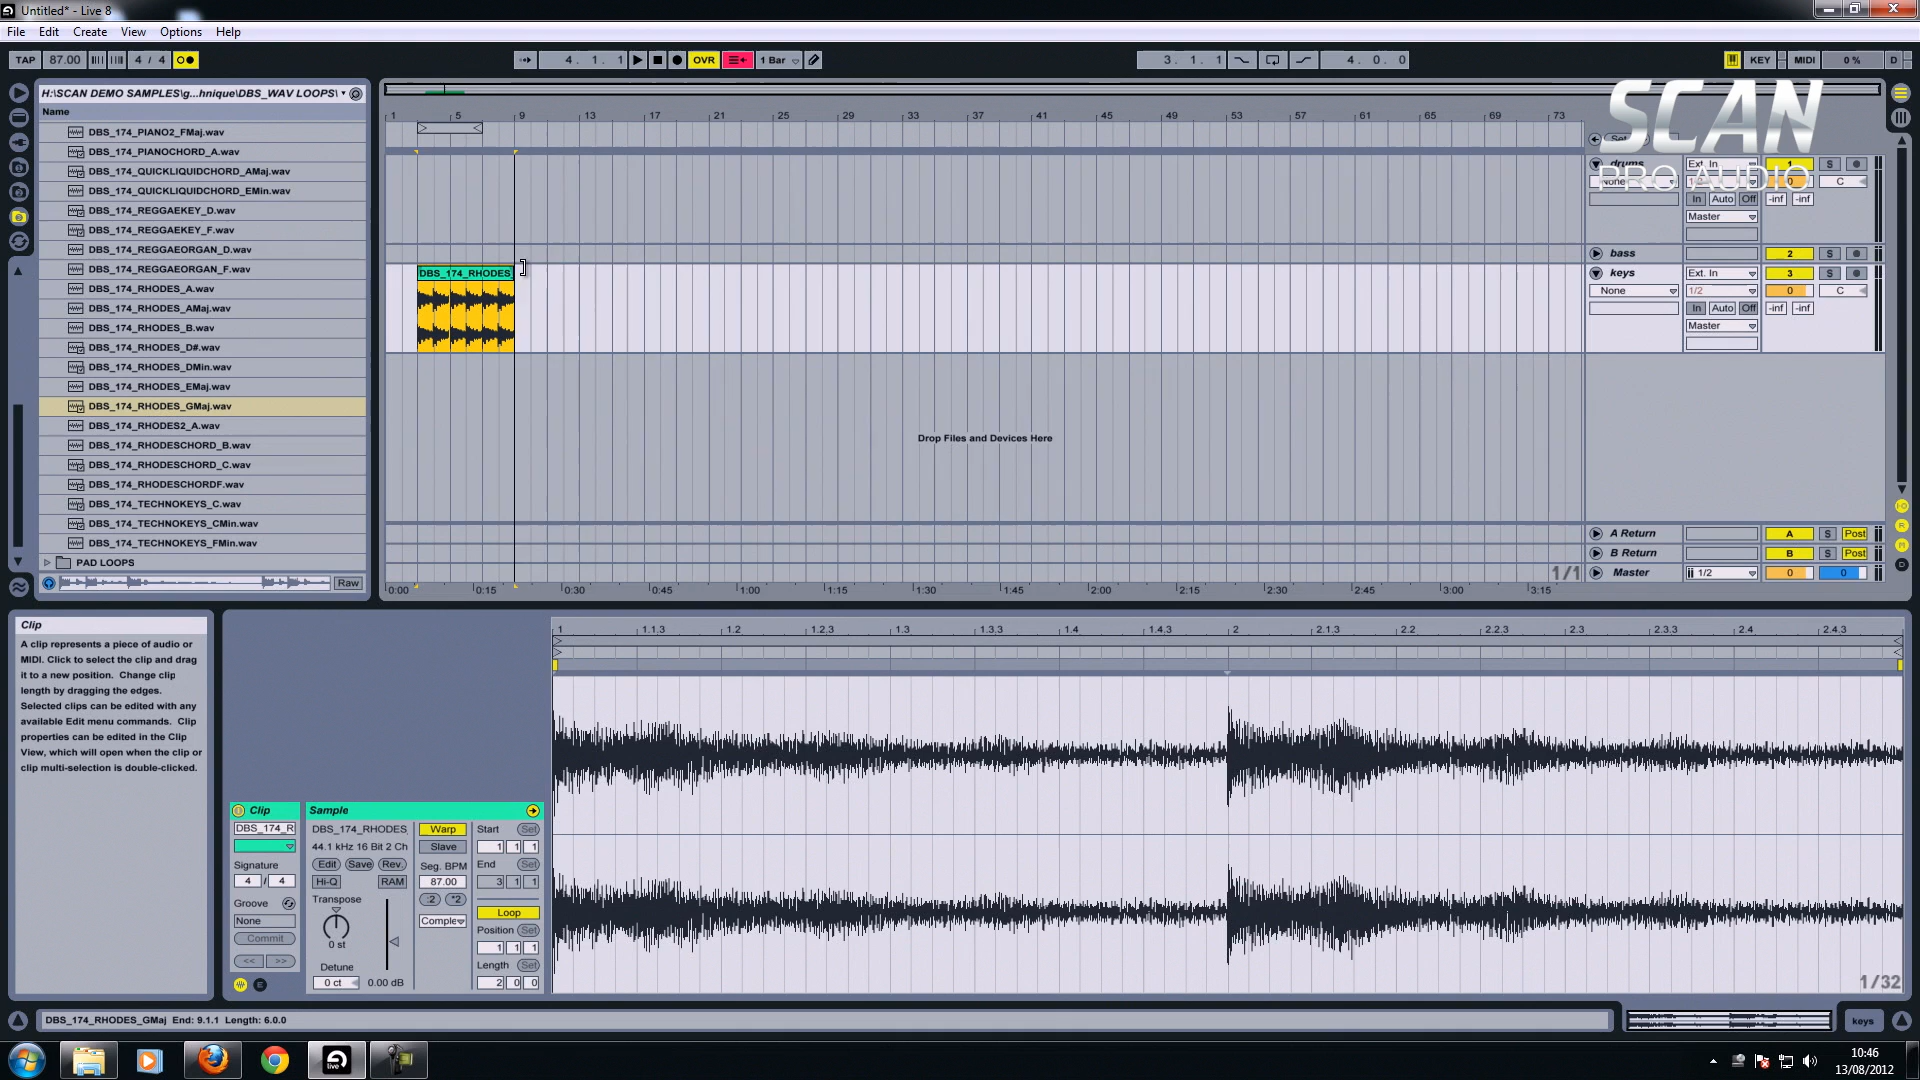 Untitled* - Live 8
File Edit Create View Options Help
TAP 87.00 4 / 4 4. 1. 1 OVR 1 Bar 3. 1. 1 4. 0. 0 KEY MIDI 0 % D
H:\SCAN DEMO SAMPLES\g...hnique\DBS_WAV LOOPS\
Name
DBS_174_PIANO2_FMaj.wav
DBS_174_PIANOCHORD_A.wav
DBS_174_QUICKLIQUIDCHORD_AMaj.wav
DBS_174_QUICKLIQUIDCHORD_EMin.wav
DBS_174_REGGAEKEY_D.wav
DBS_174_REGGAEKEY_F.wav
DBS_174_REGGAEORGAN_D.wav
DBS_174_REGGAEORGAN_F.wav
DBS_174_RHODES_A.wav
DBS_174_RHODES_AMaj.wav
DBS_174_RHODES_B.wav
DBS_174_RHODES_D#.wav
DBS_174_RHODES_DMin.wav
DBS_174_RHODES_EMaj.wav
DBS_174_RHODES_GMaj.wav
DBS_174_RHODES2_A.wav
DBS_174_RHODESCHORD_B.wav
DBS_174_RHODESCHORD_C.wav
DBS_174_RHODESCHORDF.wav
DBS_174_TECHNOKEYS_C.wav
DBS_174_TECHNOKEYS_CMin.wav
DBS_174_TECHNOKEYS_FMin.wav
PAD LOOPS
Raw
1 5 9 13 17 21 25 29 33 37 41 45 49 53 57 61 65 69 73
DBS_174_RHODES_
Drop Files and Devices Here
0:00 0:15 0:30 0:45 1:00 1:15 1:30 1:45 2:00 2:15 2:30 2:45 3:00 3:15
1/1
SCAN
PRO AUDIO
Set
drums Ext. In 1 S
None 1/2 0 C
In Auto Off -inf -inf
Master
bass 2 S
keys Ext. In 3 S
None 1/2 0 C
In Auto Off -inf -inf
Master
A Return A S Post
B Return B S Post
Master 1/2 0 0
Clip
A clip represents a piece of audio or
MIDI. Click to select the clip and drag
it to a new position. Change clip
length by dragging the edges.
Selected clips can be edited with any
available Edit menu commands. Clip
properties can be edited in the Clip
View, which will open when the clip or
clip multi-selection is double-clicked.
Clip
DBS_174_R
Signature
4 / 4
Groove
None
Commit
<< >>
Sample
DBS_174_RHODES_
44.1 kHz 16 Bit 2 Ch
Edit Save Rev.
Hi-Q RAM
Transpose
0 st
Detune
0 ct 0.00 dB
Warp
Slave
Seg. BPM
87.00
:2 *2
Comple
Start Set
1 1 1
End Set
3 1 1
Loop
Position Set
1 1 1
Length Set
2 0 0
1 1.1.3 1.2 1.2.3 1.3 1.3.3 1.4 1.4.3 2 2.1.3 2.2 2.2.3 2.3 2.3.3 2.4 2.4.3
1/32
DBS_174_RHODES_GMaj End: 9.1.1 Length: 6.0.0
keys
live
10:46
13/08/2012